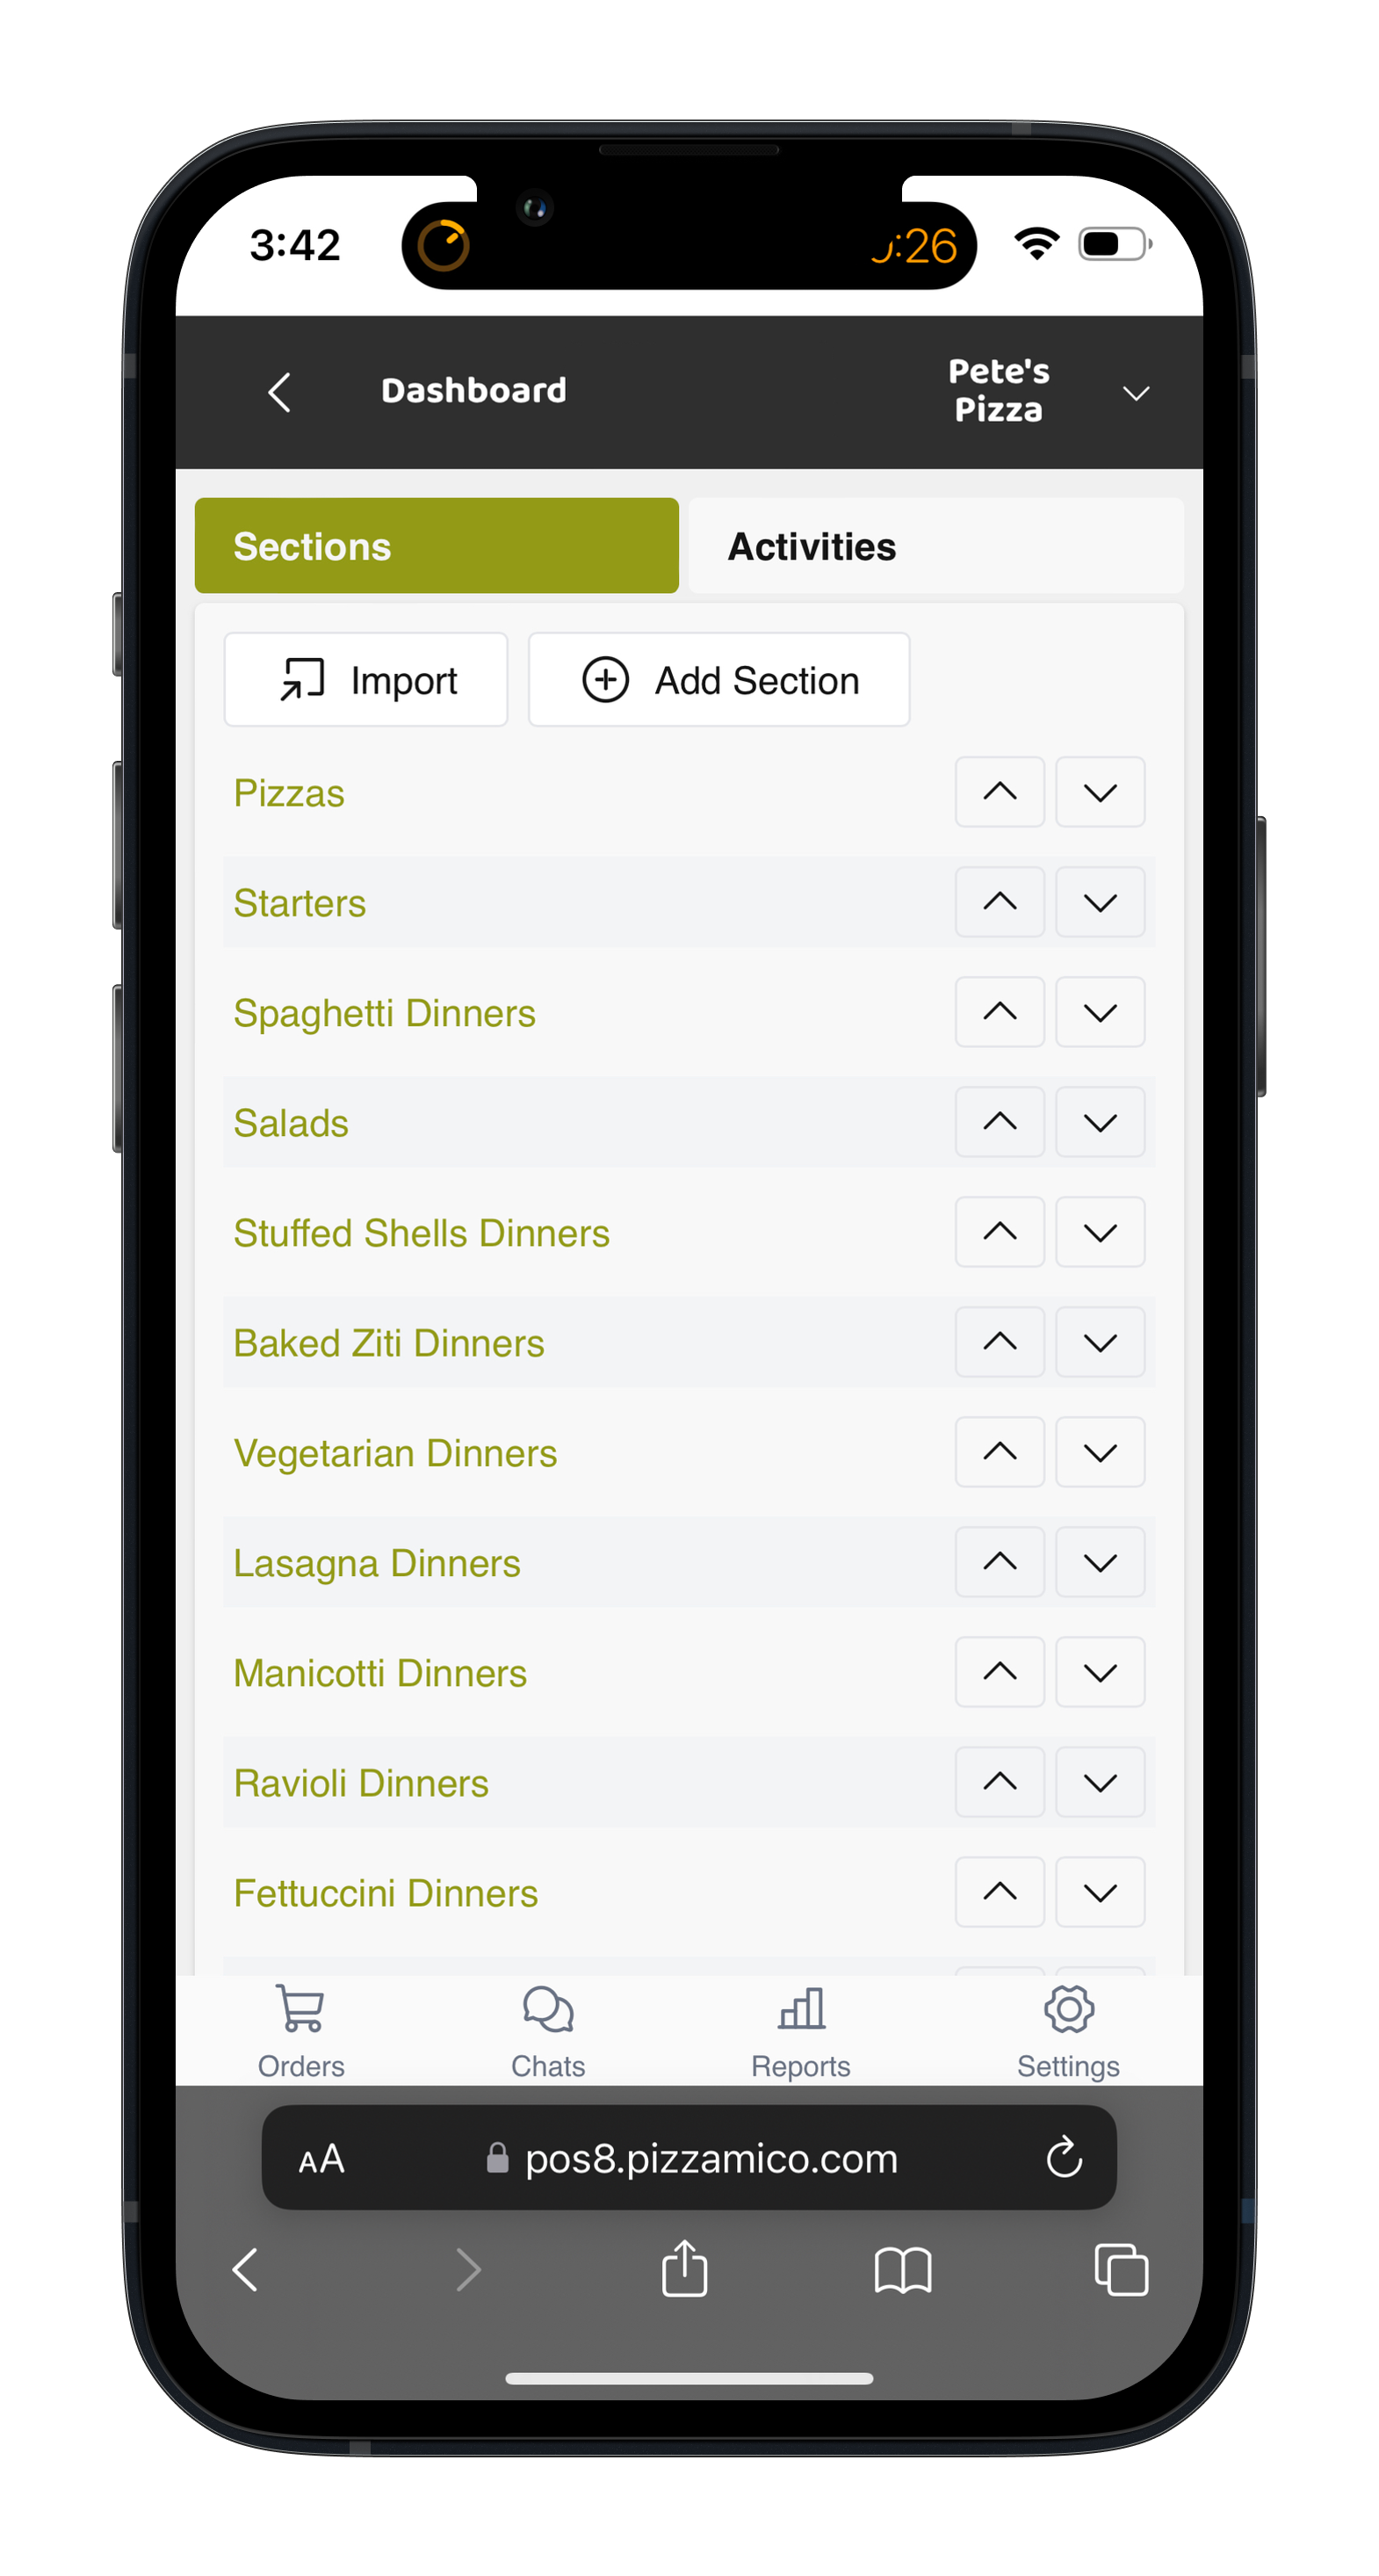 3:42
:26
Dashboard
Pete's
Pizza
Sections
Activities
Import
Add Section
Pizzas
Starters
Spaghetti Dinners
Salads
Stuffed Shells Dinners
Baked Ziti Dinners
Vegetarian Dinners
Lasagna Dinners
Manicotti Dinners
Ravioli Dinners
Fettuccini Dinners
Orders
Chats
Reports
Settings
AA
pos8.pizzamico.com